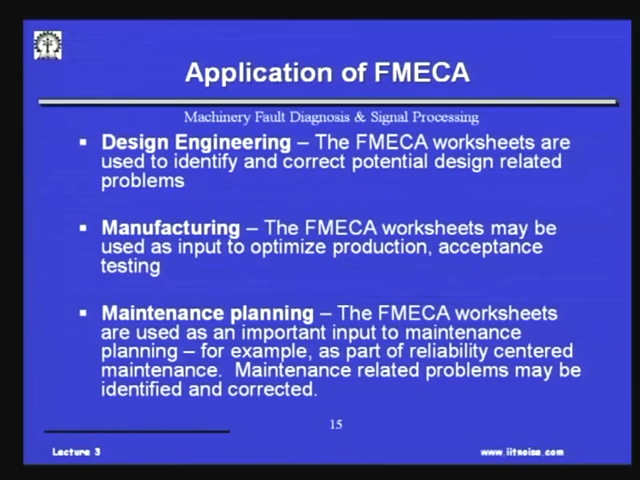 Application of FMECA
Machinery Fault Diagnosis & Signal Processing
▪ Design Engineering – The FMECA worksheets are
used to identify and correct potential design related
problems
▪ Manufacturing – The FMECA worksheets may be
used as input to optimize production, acceptance
testing
▪ Maintenance planning – The FMECA worksheets
are used as an important input to maintenance
planning – for example, as part of reliability centered
maintenance. Maintenance related problems may be
identified and corrected.
15
Lecture 3
www.iitnoise.com